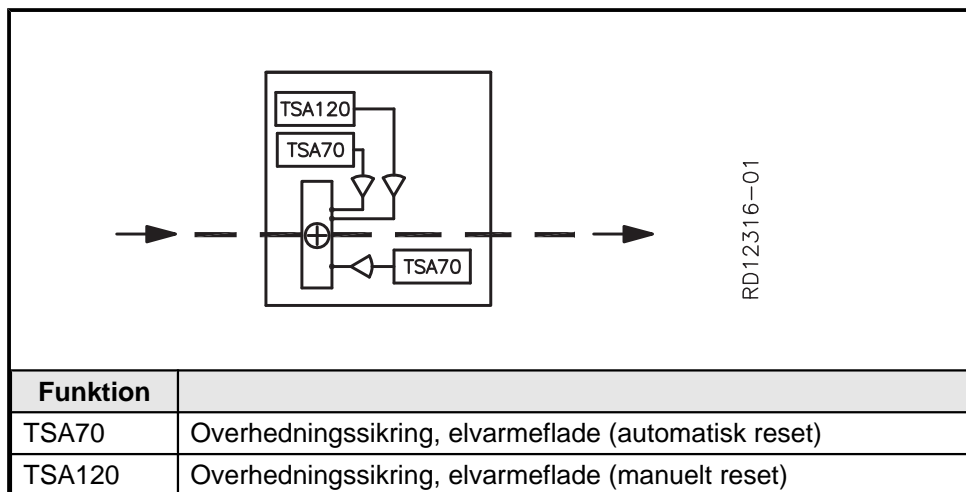 TSA120
TSA70
TSA70
RD12316-01
Funktion
TSA70 Overhedningssikring, elvarmeflade (automatisk reset)
TSA120 Overhedningssikring, elvarmeflade (manuelt reset)